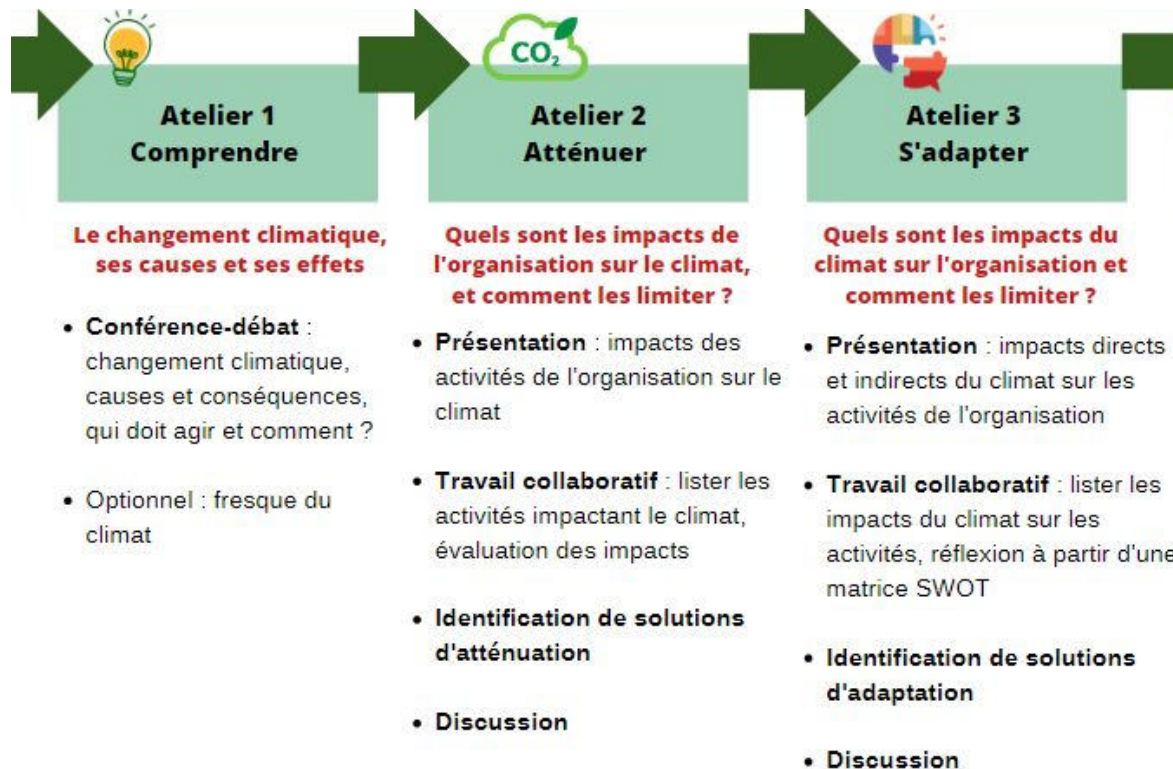 Atelier 1
Comprendre
Le changement climatique,
ses causes et ses effets
• Conférence-débat :
changement climatique,
causes et conséquences,
qui doit agir et comment ?
• Optionnel : fresque du
climat
CO₂
Atelier 2
Atténuer
Quels sont les impacts de
l'organisation sur le climat,
et comment les limiter ?
• Présentation : impacts des
activités de l'organisation sur le
climat
• Travail collaboratif : lister les
activités impactant le climat,
évaluation des impacts
• Identification de solutions
d'atténuation
• Discussion
Atelier 3
S'adapter
Quels sont les impacts du
climat sur l'organisation et
comment les limiter ?
• Présentation : impacts directs
et indirects du climat sur les
activités de l'organisation
• Travail collaboratif : lister les
impacts du climat sur les
activités, réflexion à partir d'une
matrice SWOT
• Identification de solutions
d'adaptation
• Discussion